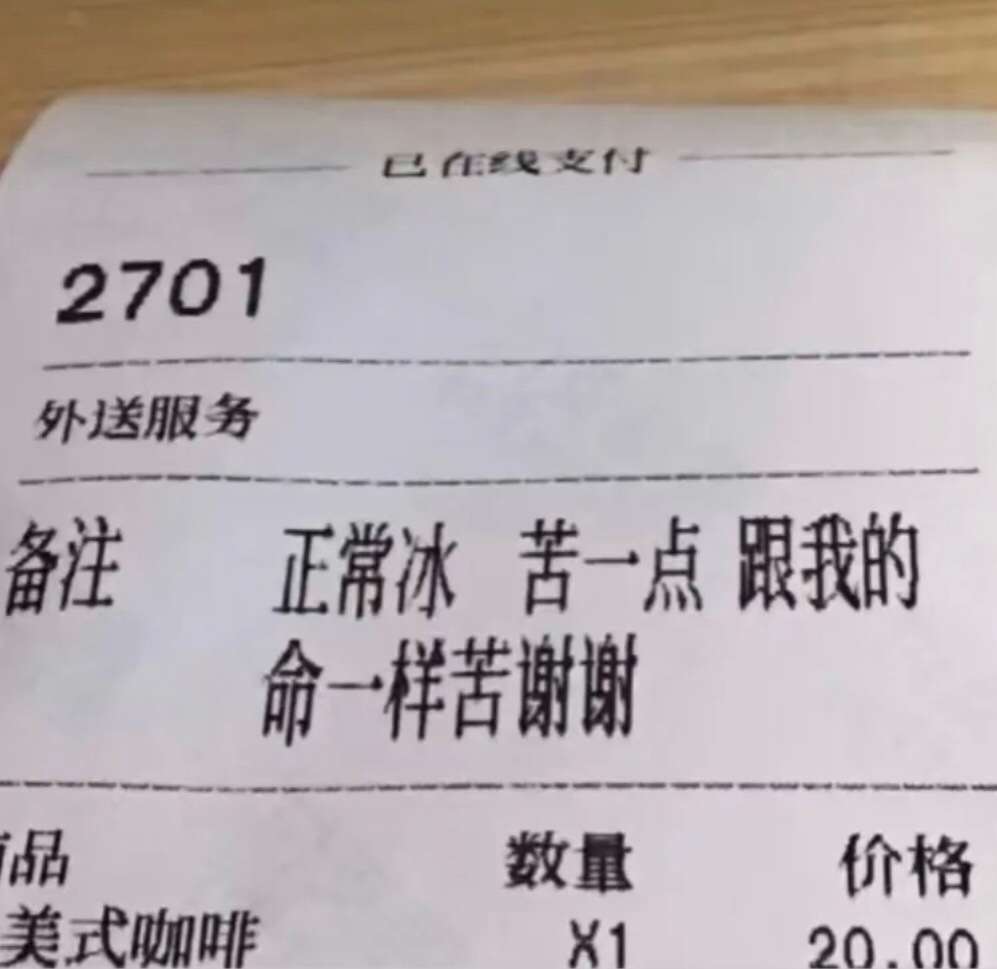 已在线支付
2701
外送服务
备注 正常冰 苦一点 跟我的
命一样苦谢谢
品 数量 价格
美式咖啡 X1 20.00